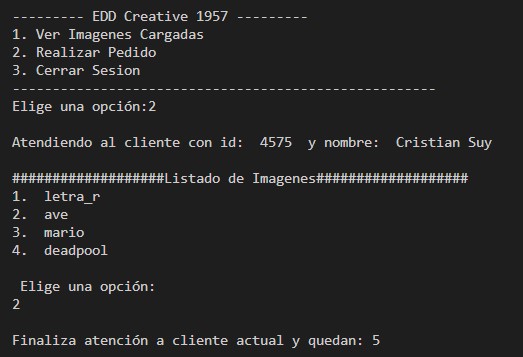 --------- EDD Creative 1957 ---------
1. Ver Imagenes Cargadas
2. Realizar Pedido
3. Cerrar Sesion
-----------------------------------------------------
Elige una opción:2
Atendiendo al cliente con id:  4575  y nombre:  Cristian Suy
###################Listado de Imagenes###################
1.  letra_r
2.  ave
3.  mario
4.  deadpool
Elige una opción:
2
Finaliza atención a cliente actual y quedan: 5